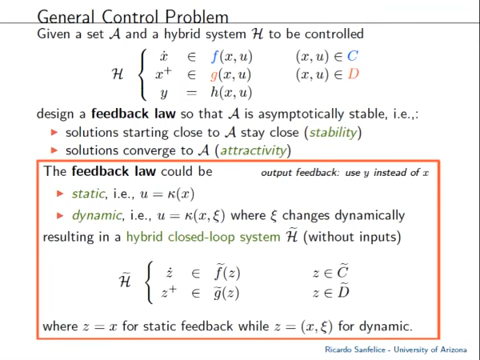 General Control Problem
Given a set 𝒜 and a hybrid system ℋ to be controlled
ẋ ∈ f(x, u) (x, u) ∈ C
ℋ { x⁺ ∈ g(x, u) (x, u) ∈ D
y = h(x, u)
design a feedback law so that 𝒜 is asymptotically stable, i.e.,:
▶ solutions starting close to 𝒜 stay close (stability)
▶ solutions converge to 𝒜 (attractivity)
The feedback law could be output feedback: use y instead of x
▶ static, i.e., u = κ(x)
▶ dynamic, i.e., u = κ(x, ξ) where ξ changes dynamically
resulting in a hybrid closed-loop system ℋ̃ (without inputs)
ℋ̃ { ż ∈ f̃(z) z ∈ C̃
z⁺ ∈ g̃(z) z ∈ D̃
where z = x for static feedback while z = (x, ξ) for dynamic.
Ricardo Sanfelice - University of Arizona